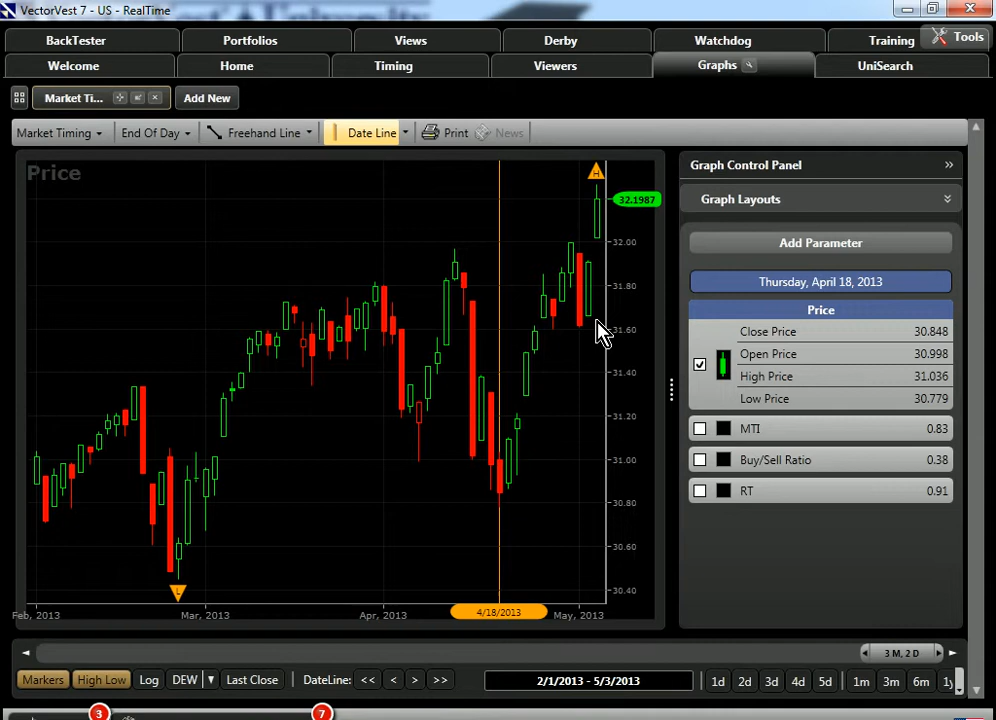 VectorVest 7 - US - RealTime
BackTester Portfolios Views Derby Watchdog Training Tools
Welcome Home Timing Viewers Graphs UniSearch
Market Ti... Add New
Market Timing End Of Day Freehand Line Date Line Print News
Price
H
32.1987
32.00
31.80
31.60
31.40
31.20
31.00
30.80
30.60
30.40
L
Feb, 2013 Mar, 2013 Apr, 2013 4/18/2013 May, 2013
Graph Control Panel
Graph Layouts
Add Parameter
Thursday, April 18, 2013
Price
Close Price 30.848
Open Price 30.998
High Price 31.036
Low Price 30.779
MTI 0.83
Buy/Sell Ratio 0.38
RT 0.91
3 M, 2 D
Markers High Low Log DEW Last Close DateLine: << < > >> 2/1/2013 - 5/3/2013 1d 2d 3d 4d 5d 1m 3m 6m
3 7